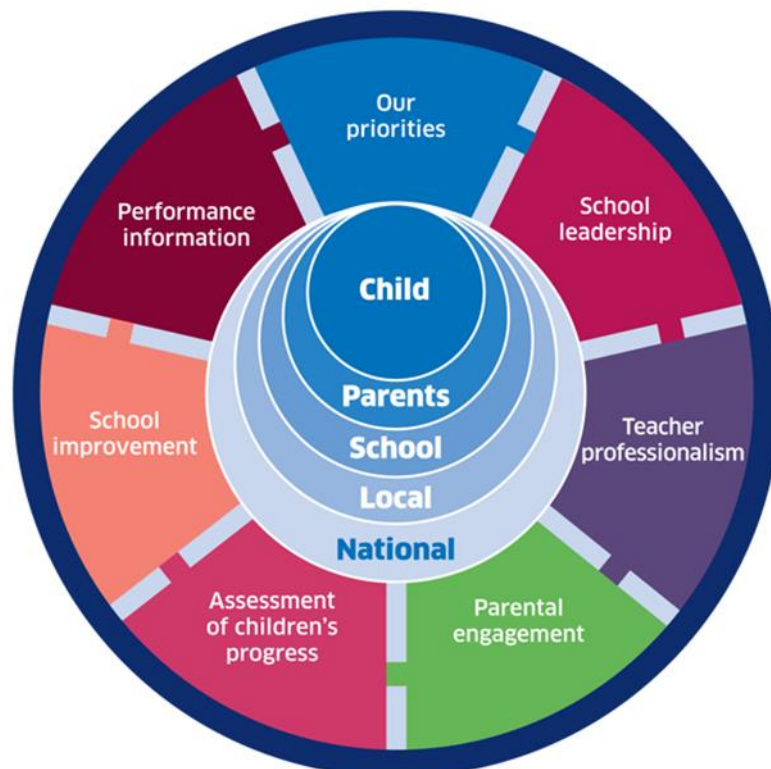 Our
priorities
School
leadership
Teacher
professionalism
Parental
engagement
Assessment
of children's
progress
School
improvement
Performance
information
Child
Parents
School
Local
National